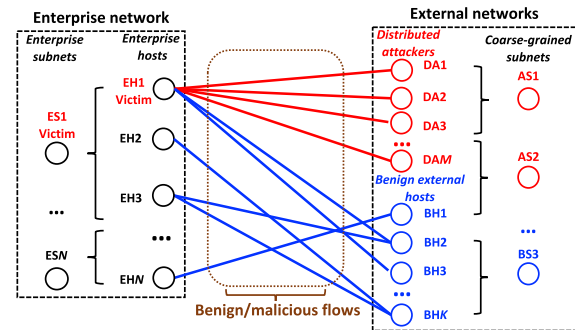 Enterprise network
External networks
Enterprise
subnets
Enterprise
hosts
Distributed
attackers
Coarse-grained
subnets
EH1
Victim
ES1
Victim
EH2
EH3
...
...
ESN
EHN
DA1
DA2
DA3
...
DAM
Benign external
hosts
BH1
BH2
BH3
...
BHK
AS1
AS2
...
BS3
Benign/malicious flows